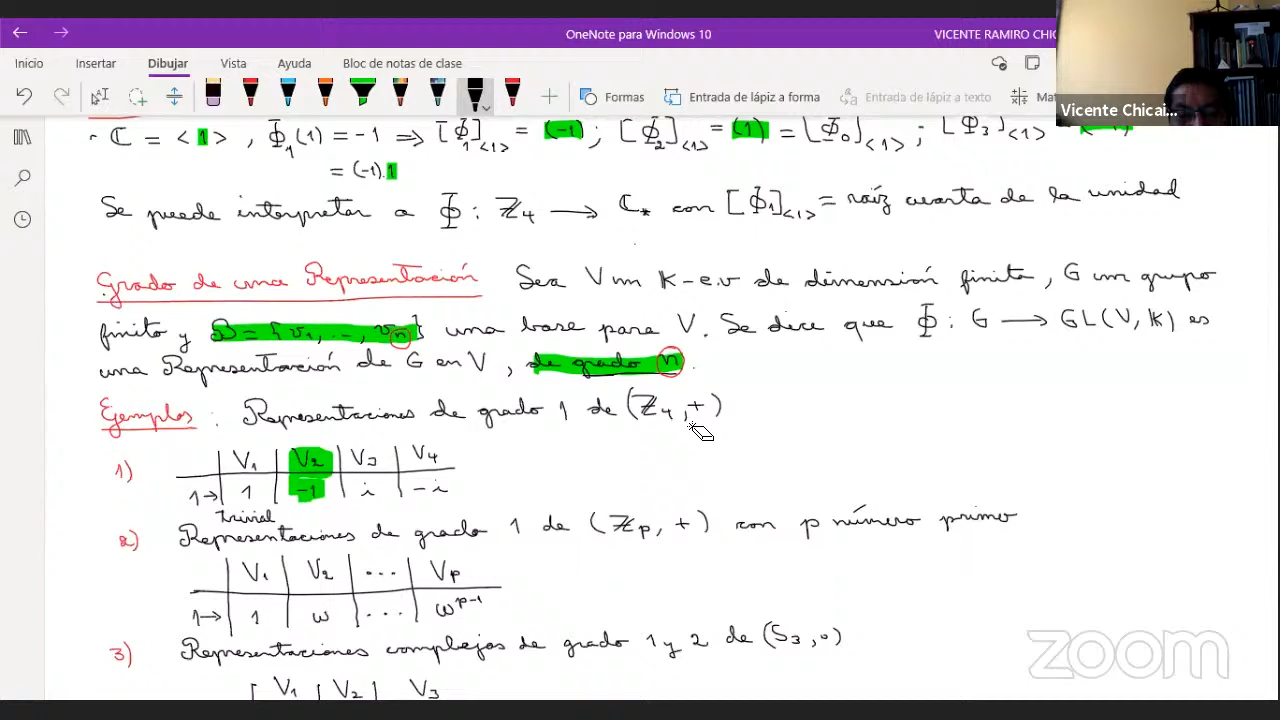 OneNote para Windows 10
VICENTE RAMIRO CHIC
Inicio Insertar Dibujar Vista Ayuda Bloc de notas de clase
Formas Entrada de lápiz a forma Entrada de lápiz a texto Mat
Vicente Chicai...
· ℂ = <1> , Φ₁(1) = -1 ⇒ [Φ₁]<1> = (-1) ; [Φ₂]<1> = (1) = [Φ₀]<1> ; [Φ₃]<1> =
= (-1).1
Se puede interpretar a Φ : ℤ₄ → ℂ* con [Φ₁]<1> = raíz cuarta de la unidad
Grado de una Representación Sea V un K-e.v de dimensión finita, G un grupo
finito y B = {v₁, .. , vₙ} una base para V. Se dice que Φ : G → GL(V, K) es
una Representación de G en V , de grado n .
Ejemplos : Representaciones de grado 1 de (ℤ₄ , +)
1) V₁ V₂ V₃ V₄
1→ 1 -1 i -i
trivial
2) Representaciones de grado 1 de (ℤp, +) con p número primo
V₁ V₂ ... Vp
1→ 1 ω ... ω^p-1
3) Representaciones complejas de grado 1 y 2 de (S₃ , ∘)
V₁ V₂ V₃
zoom